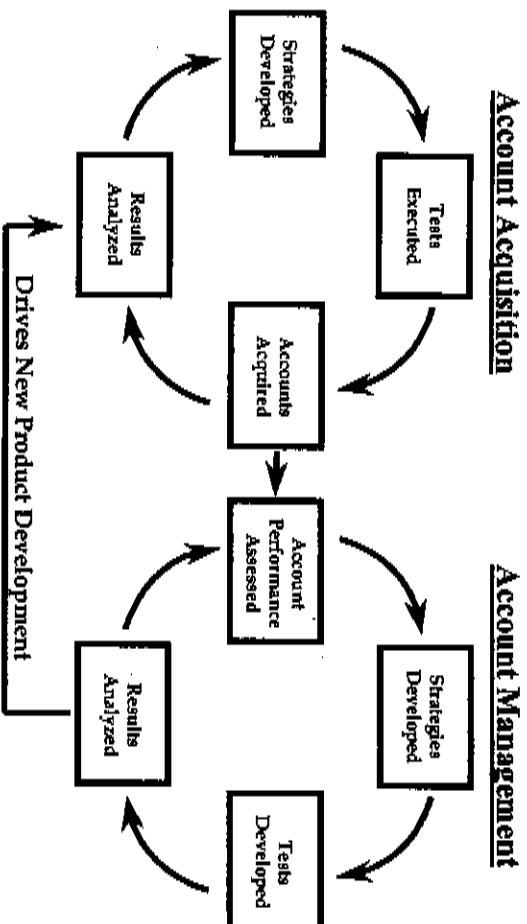 Account Acquisition
Account Management
Tests
Executed
Strategies
Developed
Strategies
Developed
Accounts
Acquired
Account
Performance
Assessed
Tests
Developed
Results
Analyzed
Results
Analyzed
Drives New Product Development